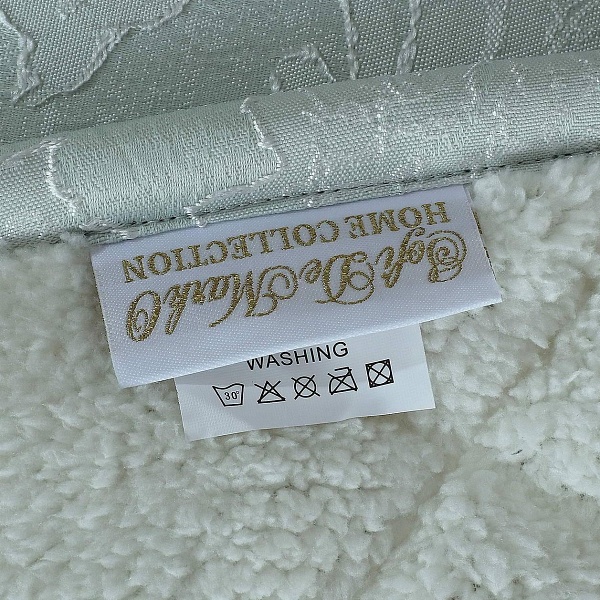 Sofi De MarkO
HOME COLLECTION
WASHING
30°